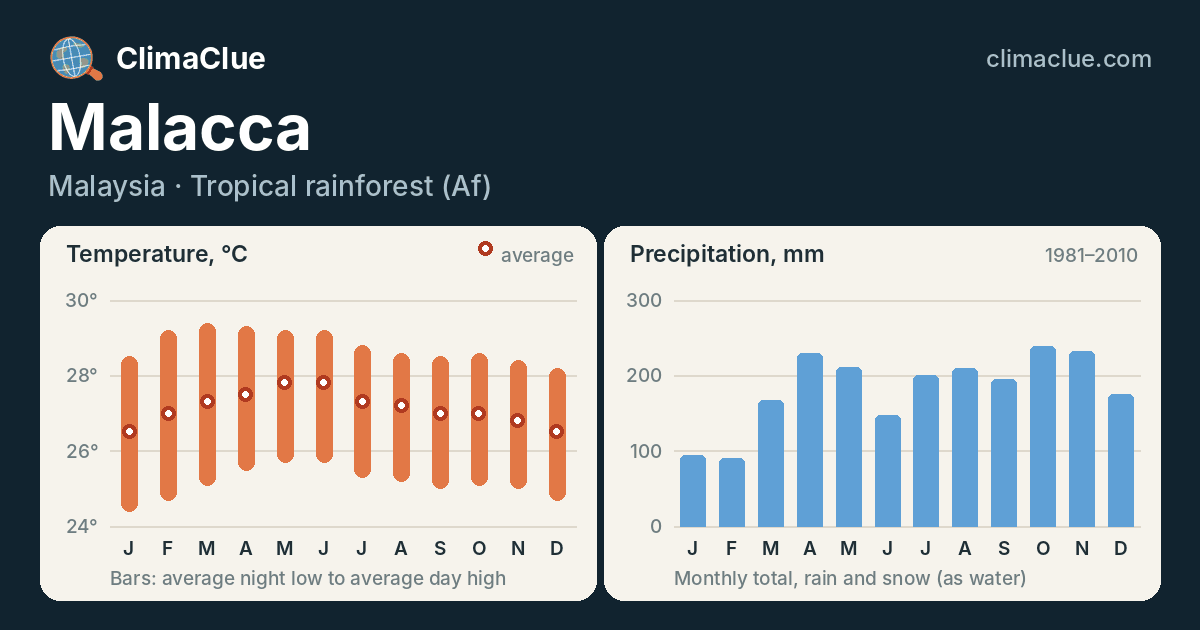 ClimaClue
climaclue.com
Malacca
Malaysia · Tropical rainforest (Af)
Temperature, °C
average
30°
28°
26°
24°
J F M A M J J A S O N D
Bars: average night low to average day high
Precipitation, mm
1981–2010
300
200
100
0
J F M A M J J A S O N D
Monthly total, rain and snow (as water)